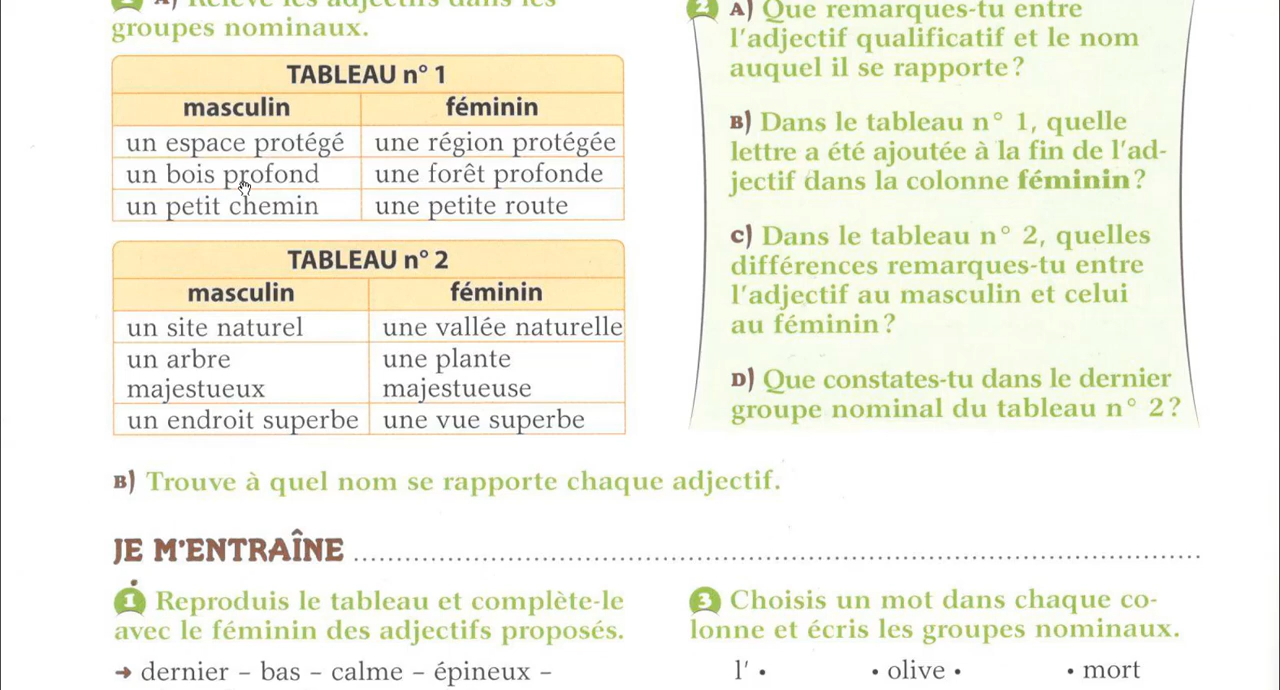 A) Relève les adjectifs dans les
groupes nominaux.
TABLEAU n° 1
masculin féminin
un espace protégé une région protégée
un bois profond une forêt profonde
un petit chemin une petite route
TABLEAU n° 2
masculin féminin
un site naturel une vallée naturelle
un arbre une plante
majestueux majestueuse
un endroit superbe une vue superbe
B) Trouve à quel nom se rapporte chaque adjectif.
2 A) Que remarques-tu entre
l'adjectif qualificatif et le nom
auquel il se rapporte?
B) Dans le tableau n° 1, quelle
lettre a été ajoutée à la fin de l'ad-
jectif dans la colonne féminin?
C) Dans le tableau n° 2, quelles
différences remarques-tu entre
l'adjectif au masculin et celui
au féminin?
D) Que constates-tu dans le dernier
groupe nominal du tableau n° 2?
JE M'ENTRAÎNE
1 Reproduis le tableau et complète-le
avec le féminin des adjectifs proposés.
→ dernier – bas – calme – épineux –
3 Choisis un mot dans chaque co-
lonne et écris les groupes nominaux.
l' • • olive • • mort